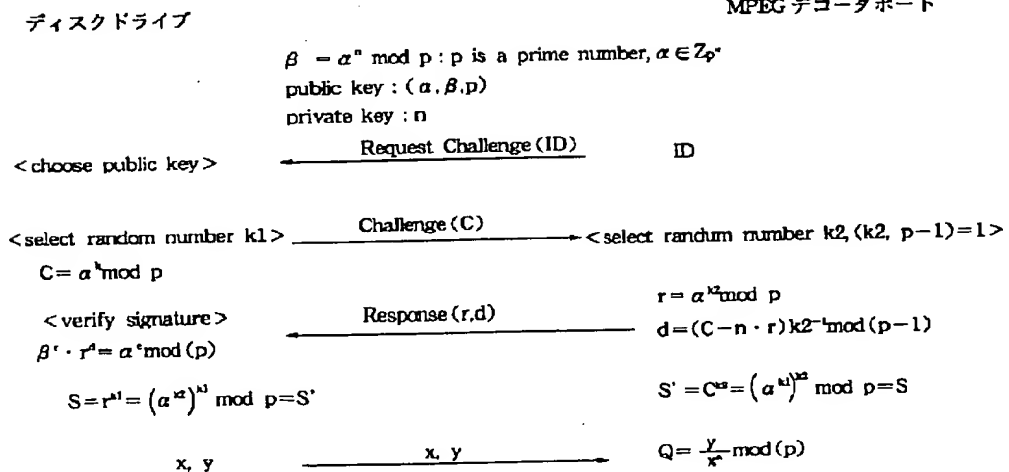 ディスクドライブ
MPEG デコーダボード
β = αⁿ mod p : p is a prime number, α ∈ Zp*
public key : (α, β, p)
private key : n
Request Challenge (ID)
ID
<choose public key>
<select random number k1>
Challenge (C)
<select randum number k2, (k2, p−1)=1>
C= α^k mod p
r= α^k2 mod p
<verify signature>
Response (r,d)
d=(C−n · r)k2⁻¹mod (p−1)
β^r · r^d= α^c mod (p)
S=r^k1= (α^k2)^k1 mod p=S'
S' =C^k2= (α^k1)^k2 mod p=S
x, y
x, y
Q= y/xⁿ mod (p)